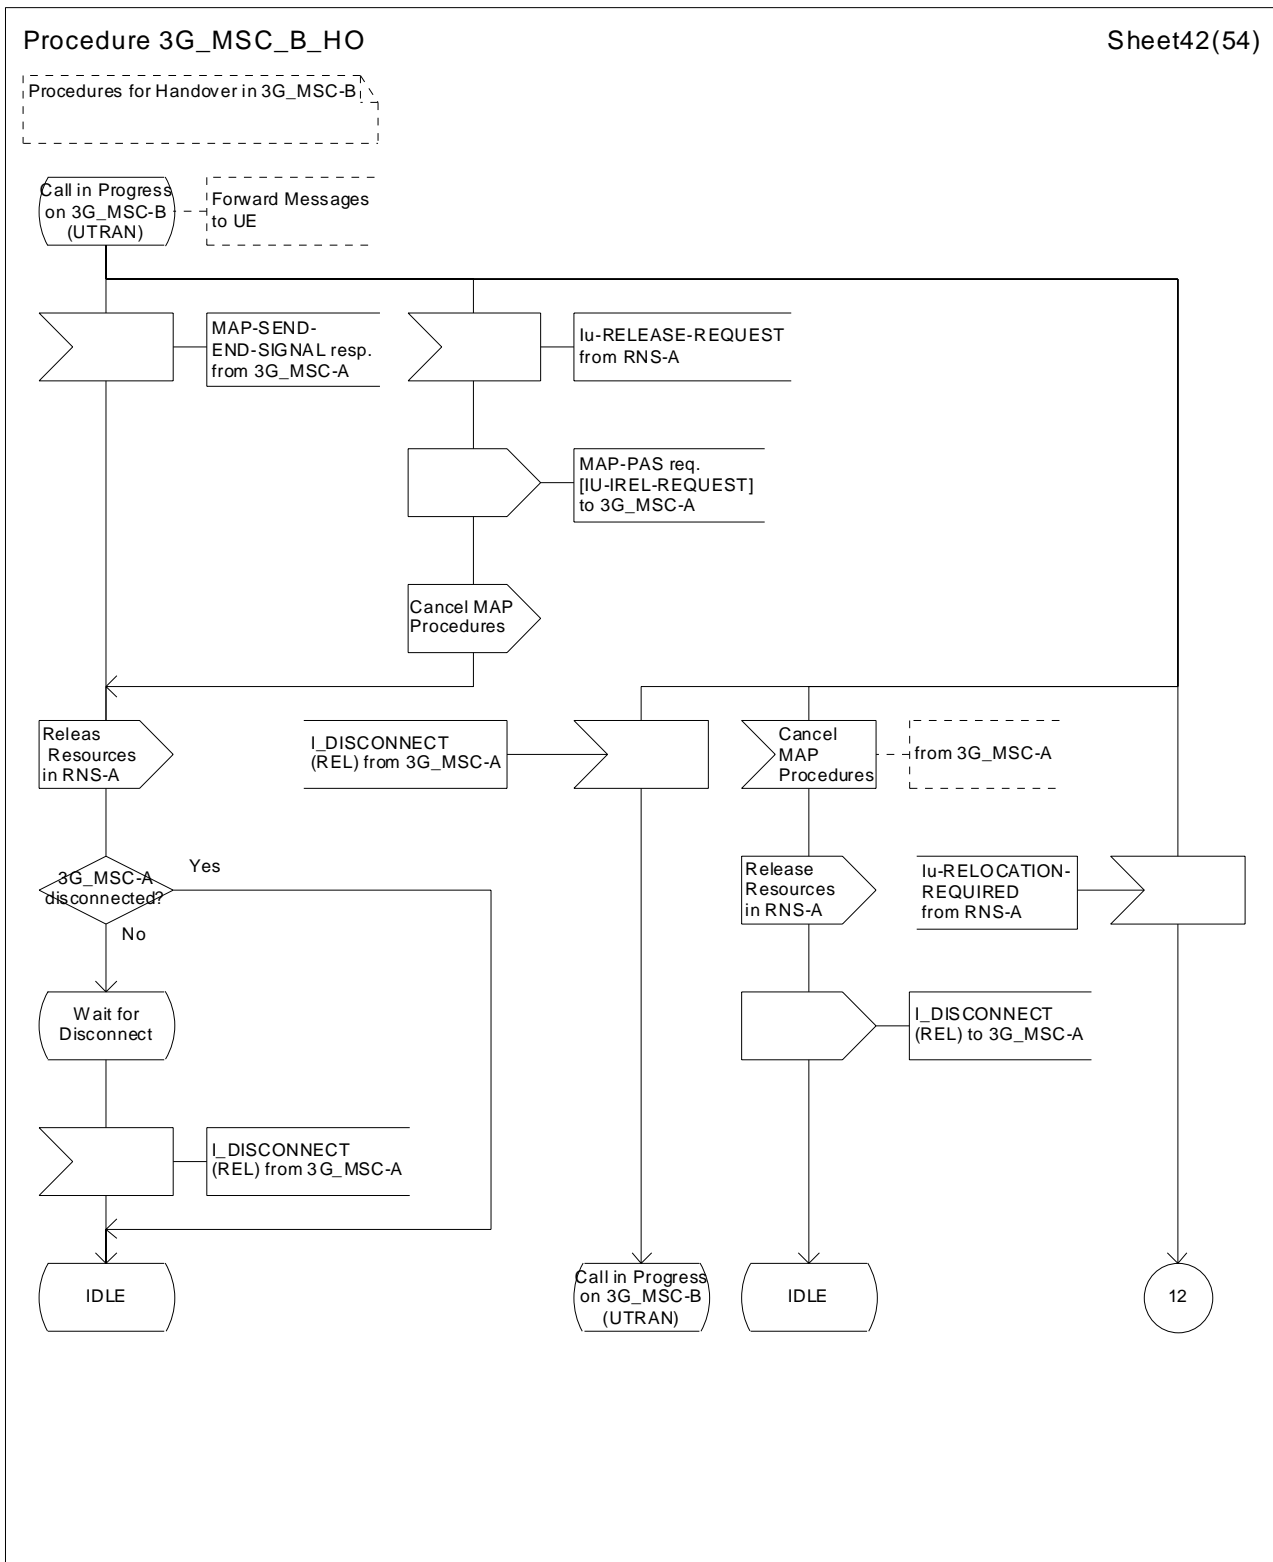 Procedure 3G_MSC_B_HO
Sheet42(54)
Procedures for Handover in 3G_MSC-B
Call in Progress
on 3G_MSC-B
(UTRAN)
Forward Messages
to UE
MAP-SEND-
END-SIGNAL resp.
from 3G_MSC-A
Iu-RELEASE-REQUEST
from RNS-A
MAP-PAS req.
[IU-IREL-REQUEST]
to 3G_MSC-A
Cancel MAP
Procedures
Releas
Resources
in RNS-A
I_DISCONNECT
(REL) from 3G_MSC-A
Cancel
MAP
Procedures
from 3G_MSC-A
3G_MSC-A
disconnected?
Yes
No
Release
Resources
in RNS-A
Iu-RELOCATION-
REQUIRED
from RNS-A
Wait for
Disconnect
I_DISCONNECT
(REL) to 3G_MSC-A
I_DISCONNECT
(REL) from 3G_MSC-A
IDLE
Call in Progress
on 3G_MSC-B
(UTRAN)
IDLE
12